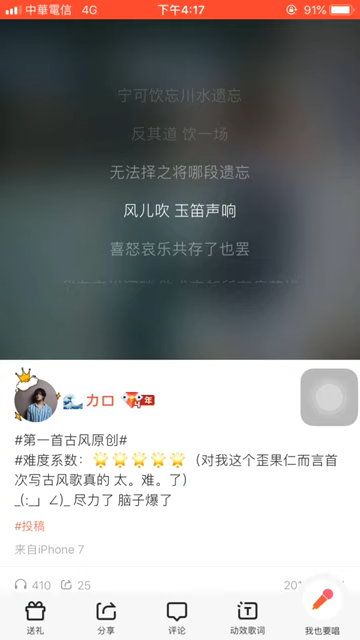 中華電信 4G 下午4:17 91%
宁可饮忘川水遗忘
反其道 饮一场
无法择之将哪段遗忘
风儿吹 玉笛声响
喜怒哀乐共存了也罢
カロ 年
#第一首古风原创#
#难度系数：🌟🌟🌟🌟🌟（对我这个歪果仁而言首
次写古风歌真的 太。难。了）
_(:_」∠)_ 尽力了 脑子爆了
#投稿
来自iPhone 7
410 25 201
送礼 分享 评论 动效歌词 我也要唱